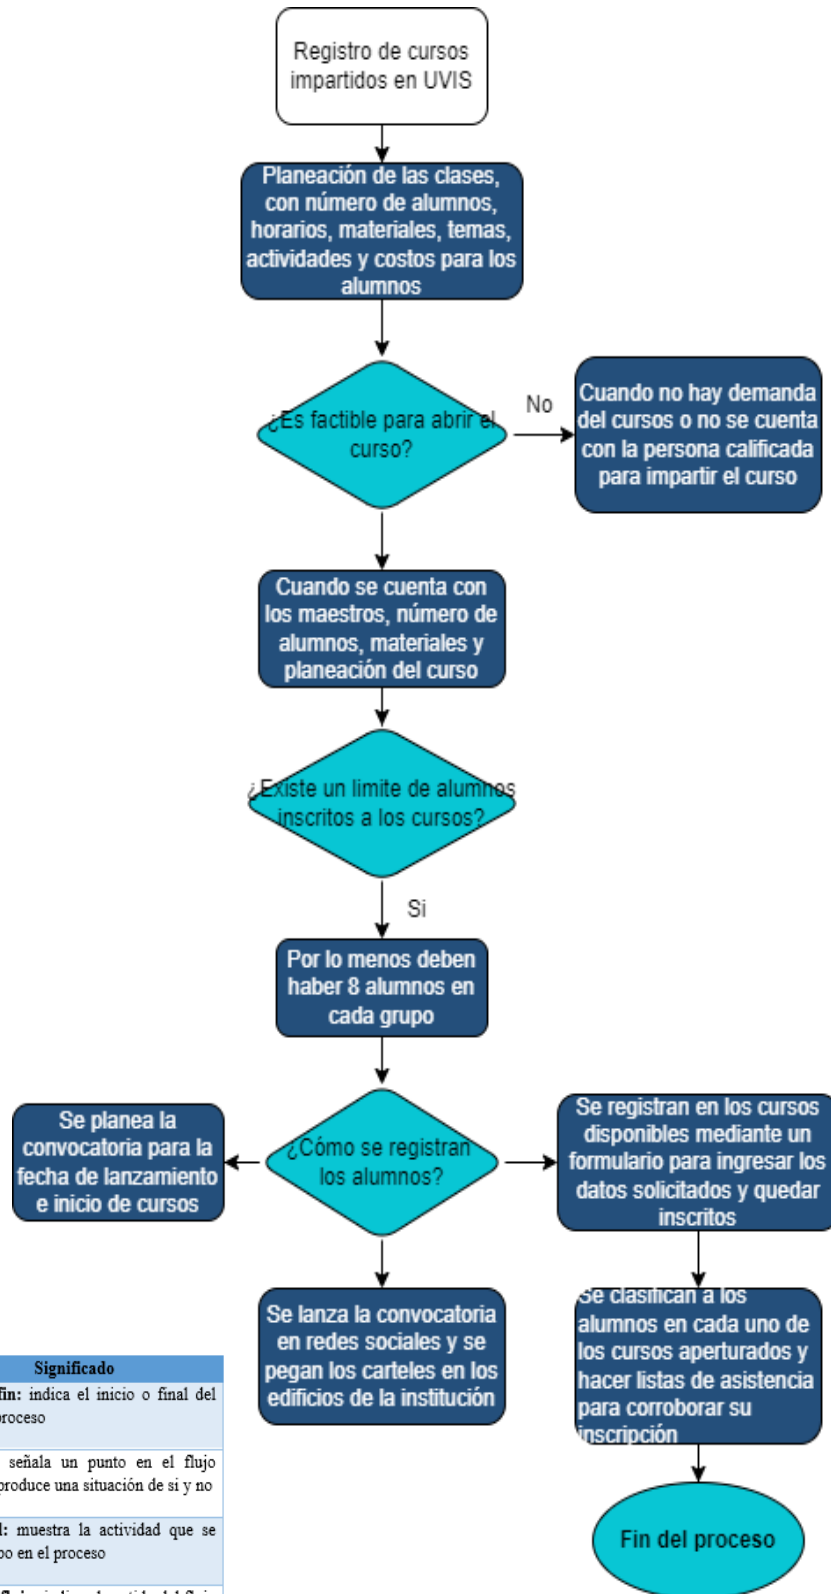 Registro de cursos
impartidos en UVIS
Planeación de las clases,
con número de alumnos,
horarios, materiales, temas,
actividades y costos para los
alumnos
¿Es factible para abrir el
curso?
No
Cuando no hay demanda
del cursos o no se cuenta
con la persona calificada
para impartir el curso
Cuando se cuenta con
los maestros, número de
alumnos, materiales y
planeación del curso
¿Existe un limite de alumnos
inscritos a los cursos?
Si
Por lo menos deben
haber 8 alumnos en
cada grupo
¿Cómo se registran
los alumnos?
Se planea la
convocatoria para la
fecha de lanzamiento
e inicio de cursos
Se lanza la convocatoria
en redes sociales y se
pegan los carteles en los
edificios de la institución
Se registran en los cursos
disponibles mediante un
formulario para ingresar los
datos solicitados y quedar
inscritos
Se clasifican a los
alumnos en cada uno de
los cursos aperturados y
hacer listas de asistencia
para corroborar su
inscripción
Fin del proceso
Significado
fin: indica el inicio o final del
proceso
señala un punto en el flujo
produce una situación de si y no
muestra la actividad que se
en el proceso